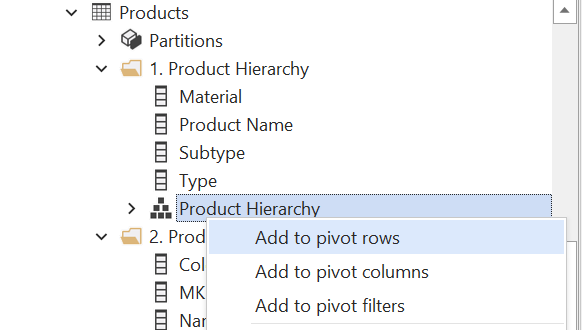 Products
Partitions
1. Product Hierarchy
Material
Product Name
Subtype
Type
Product Hierarchy
2. Prod
Add to pivot rows
Col
Add to pivot columns
MK
Add to pivot filters
Nar